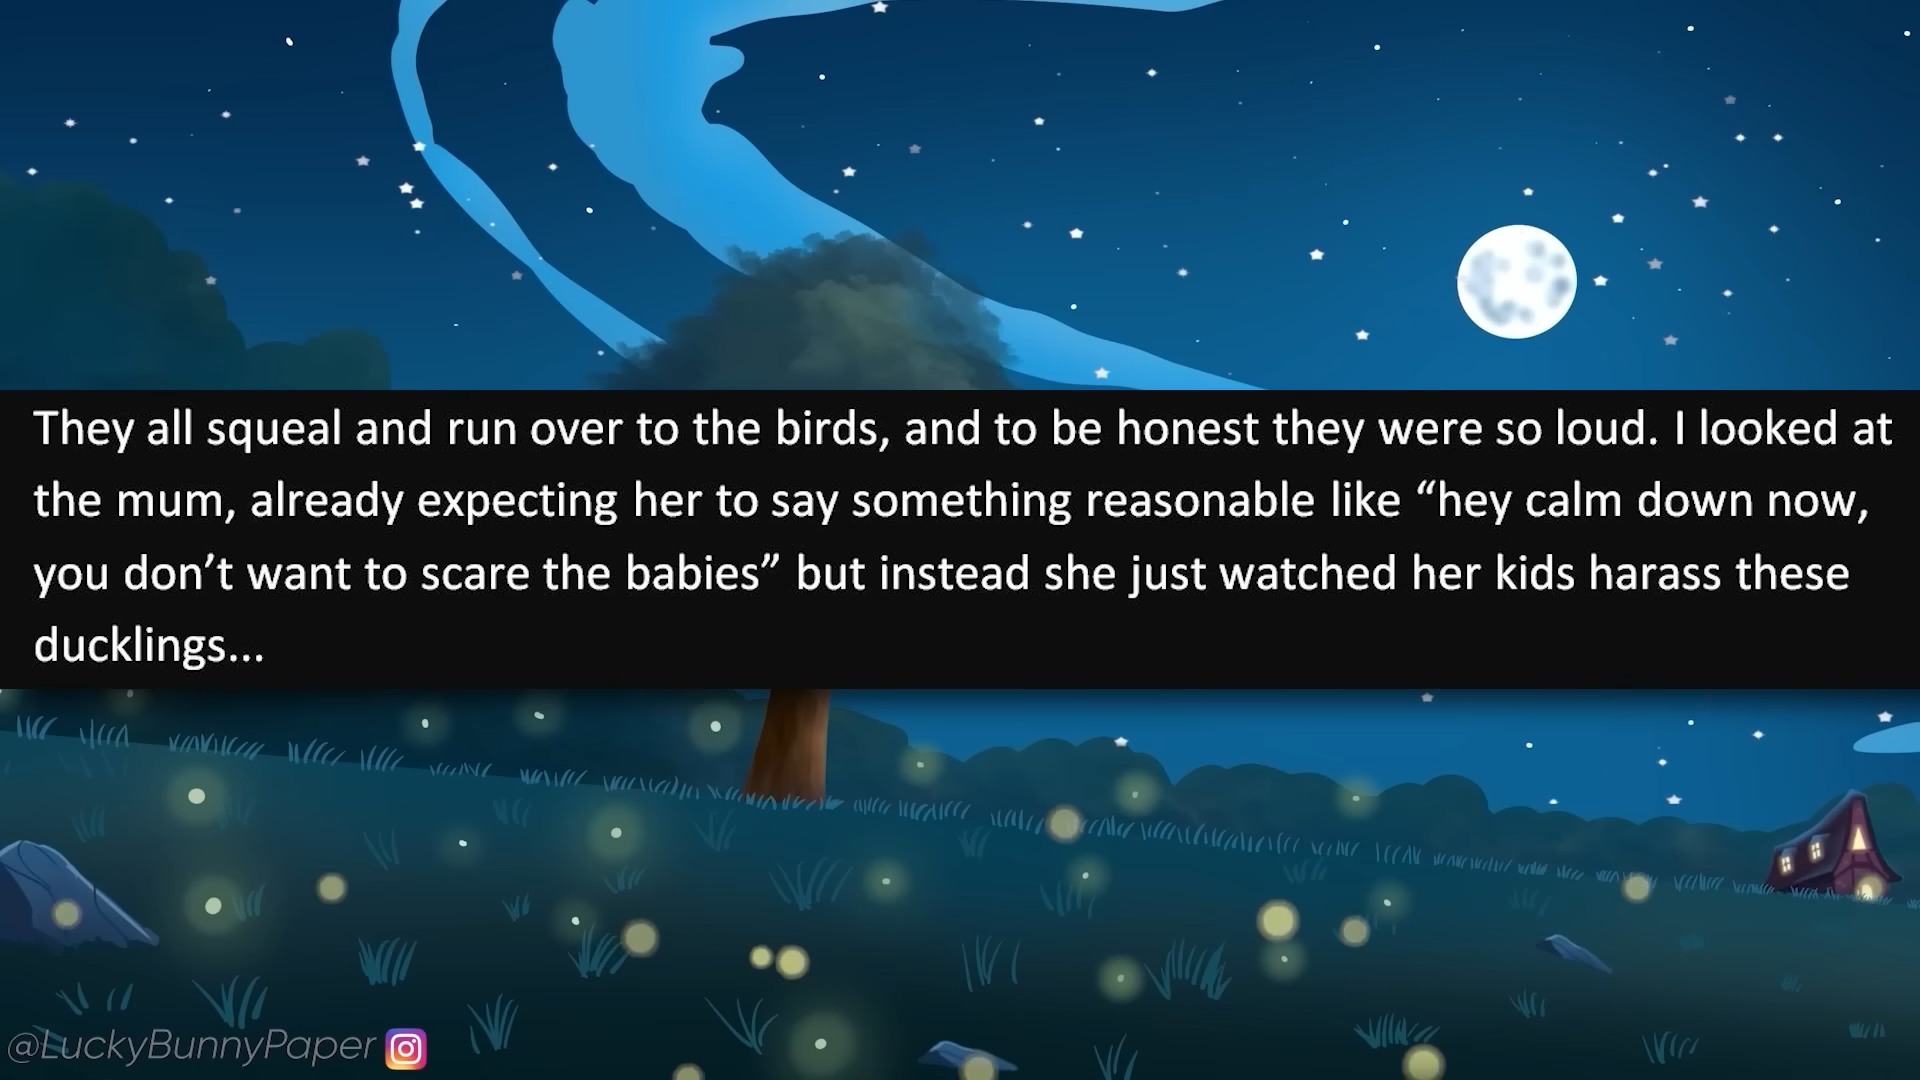 They all squeal and run over to the birds, and to be honest they were so loud. I looked at
the mum, already expecting her to say something reasonable like “hey calm down now,
you don’t want to scare the babies” but instead she just watched her kids harass these
ducklings...
@LuckyBunnyPaper